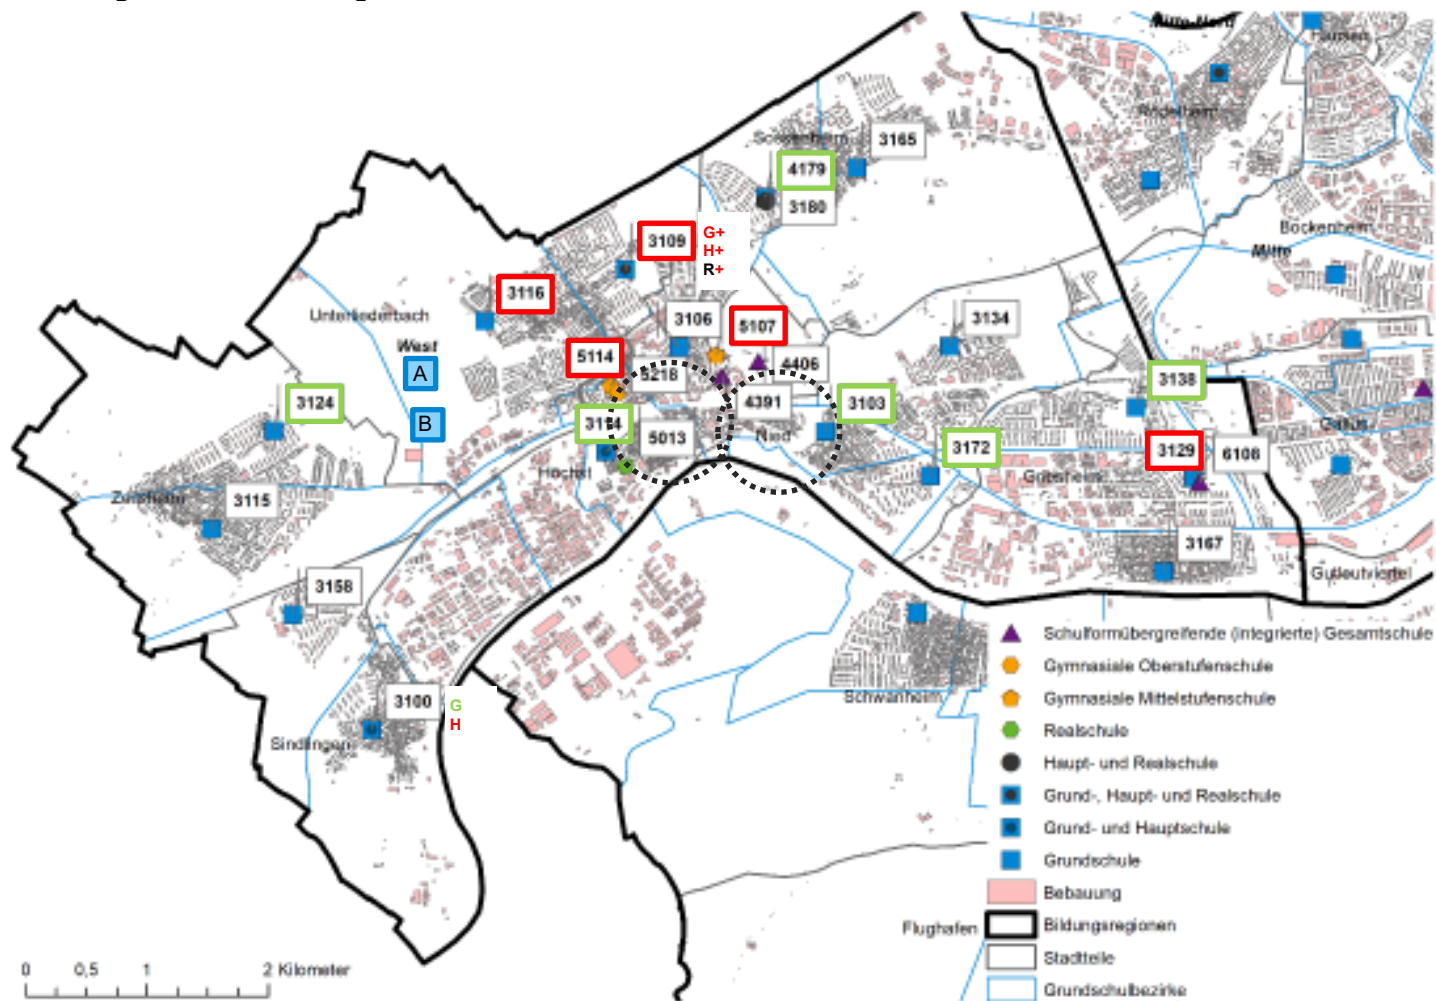 Mitte-Nord
Hausen
Rödelheim
Sossenheim
3165
4179
3180
3109
G+
H+
R+
Bockenheim
Mitte
3116
Unterliederbach
3106
5107
3134
West
5114
4406
5218
A
3138
3124
4391
3103
B
3114
5013
Nied
3172
3129
6108
Gallus
Höchst
Griesheim
Zeilsheim
3115
3167
3158
Gutleutviertel
Schwanheim
3100
G
H
Sindlingen
Schulformübergreifende (integrierte) Gesamtschule
Gymnasiale Oberstufenschule
Gymnasiale Mittelstufenschule
Realschule
Haupt- und Realschule
Grund-, Haupt- und Realschule
Grund- und Hauptschule
Grundschule
Bebauung
Flughafen
Bildungsregionen
Stadtteile
Grundschulbezirke
0 0,5 1 2 Kilometer